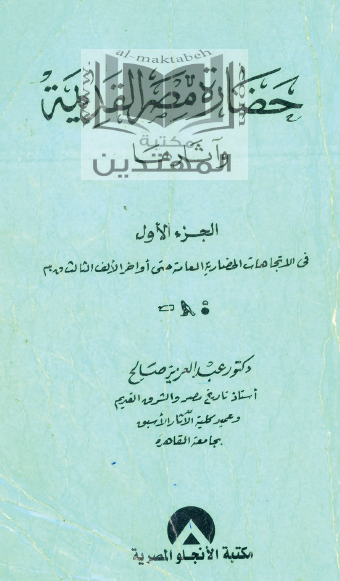 al-maktabeh
حضارة مصر القديمة
مكتبة
وآثارها
المهتدين
الجزء الأول
في الاتجاهات الحضارية العامة حتى أواخر الألف الثالث ق.م
دكتور عبد العزيز صالح
أستاذ تاريخ مصر والشرق القديم
وعميد كلية الآثار الأسبق
بجامعة القاهرة
مكتبة الأنجلو المصرية